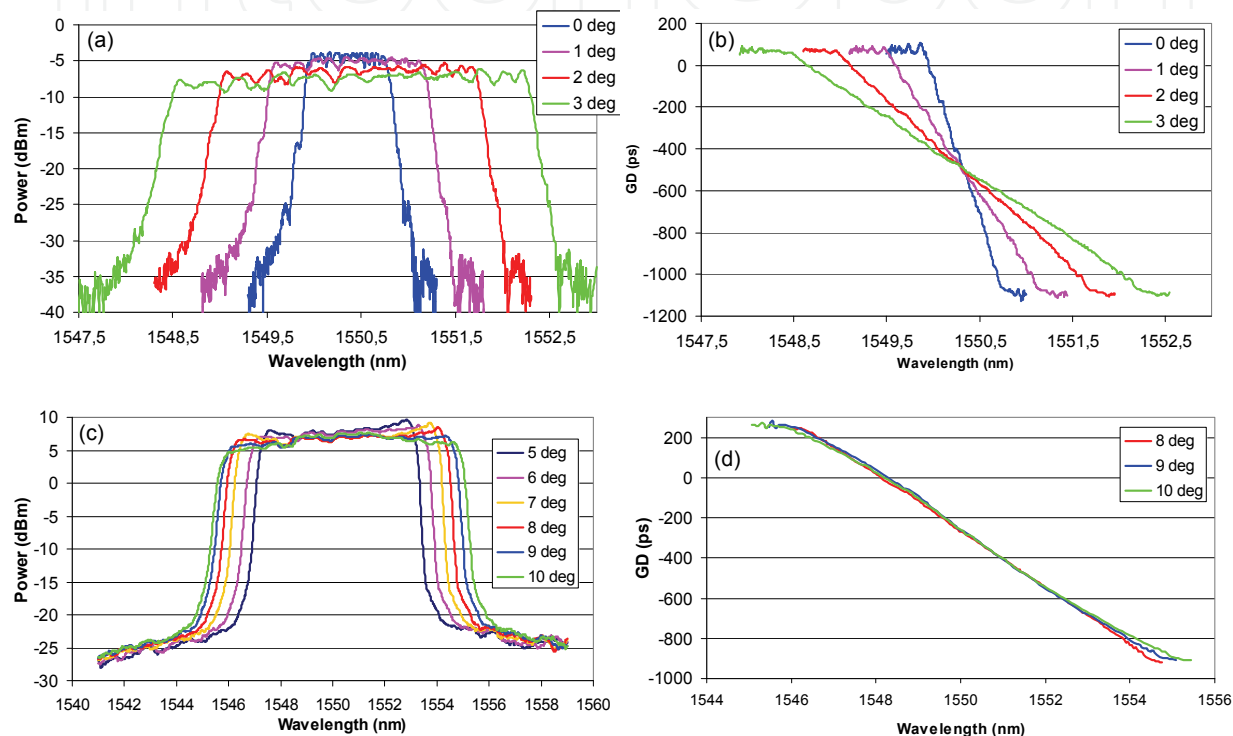 (a)
0
-5
-10
-15
-20
-25
-30
-35
-40
Power (dBm)
1547,5 1548,5 1549,5 1550,5 1551,5 1552,5
Wavelength (nm)
0 deg
1 deg
2 deg
3 deg
(b)
200
0
-200
-400
-600
-800
-1000
-1200
GD (ps)
1547,5 1548,5 1549,5 1550,5 1551,5 1552,5
Wavelength (nm)
0 deg
1 deg
2 deg
3 deg
(c)
10
5
0
-5
-10
-15
-20
-25
-30
Power (dBm)
1540 1542 1544 1546 1548 1550 1552 1554 1556 1558 1560
Wavelength (nm)
5 deg
6 deg
7 deg
8 deg
9 deg
10 deg
(d)
200
0
-200
-400
-600
-800
-1000
GD (ps)
1544 1546 1548 1550 1552 1554 1556
Wavelength (nm)
8 deg
9 deg
10 deg